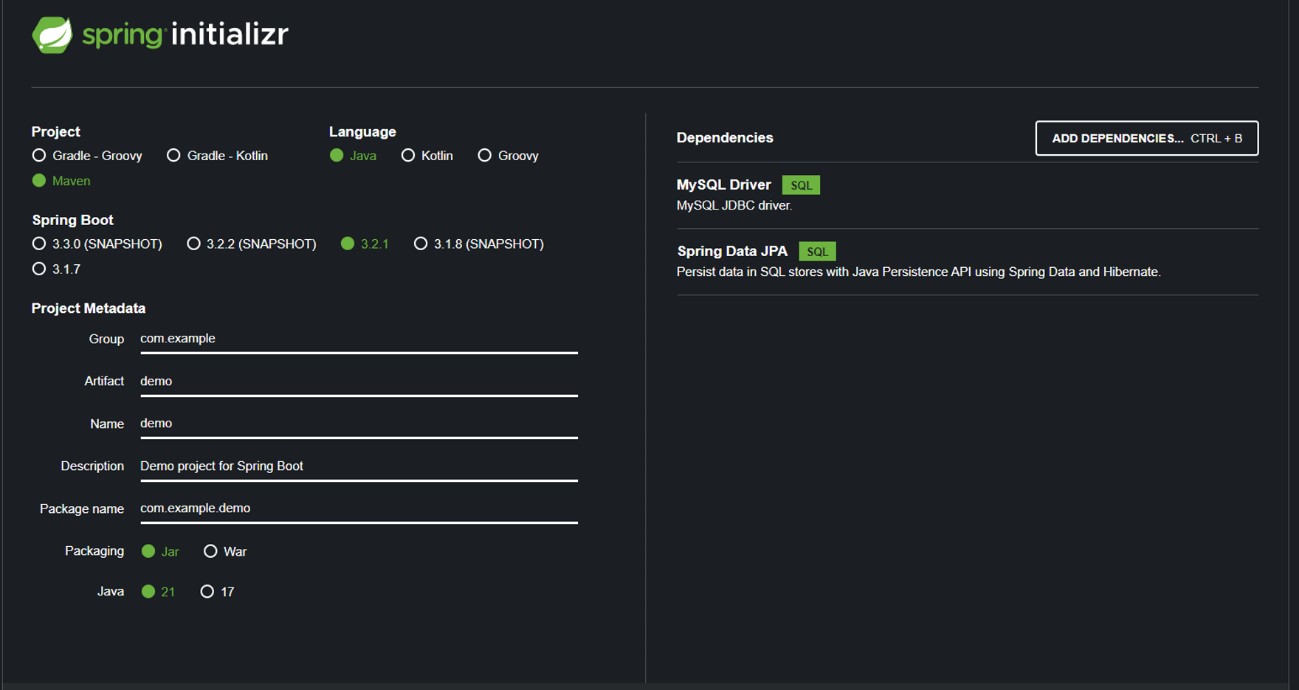 spring initializr
Project
Gradle - Groovy Gradle - Kotlin
Maven
Language
Java Kotlin Groovy
Spring Boot
3.3.0 (SNAPSHOT) 3.2.2 (SNAPSHOT) 3.2.1 3.1.8 (SNAPSHOT)
3.1.7
Project Metadata
Group com.example
Artifact demo
Name demo
Description Demo project for Spring Boot
Package name com.example.demo
Packaging Jar War
Java 21 17
Dependencies ADD DEPENDENCIES... CTRL + B
MySQL Driver SQL
MySQL JDBC driver.
Spring Data JPA SQL
Persist data in SQL stores with Java Persistence API using Spring Data and Hibernate.